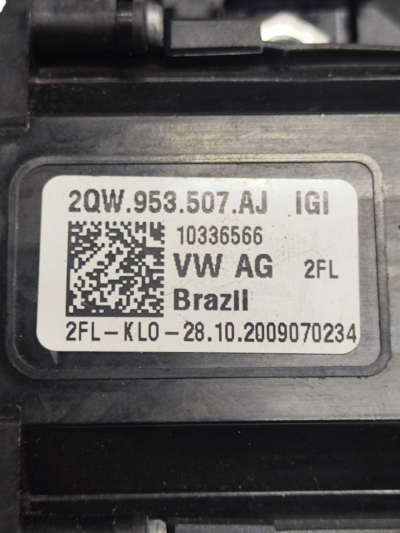 2QW.953.507.AJ IGI
10336566
VW AG 2FL
Brazil
2FL-KLO-28.10.2009070234